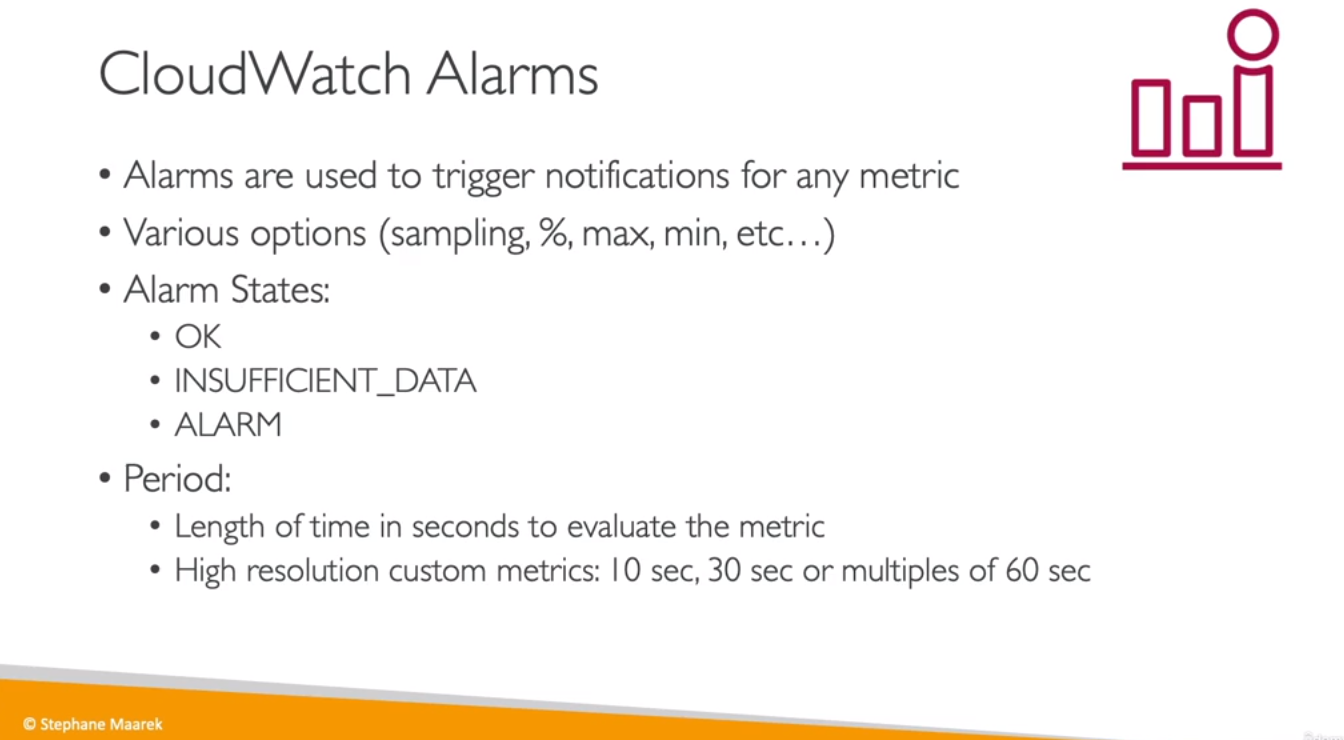 CloudWatch Alarms
• Alarms are used to trigger notifications for any metric
• Various options (sampling, %, max, min, etc…)
• Alarm States:
• OK
• INSUFFICIENT_DATA
• ALARM
• Period:
• Length of time in seconds to evaluate the metric
• High resolution custom metrics: 10 sec, 30 sec or multiples of 60 sec
© Stephane Maarek